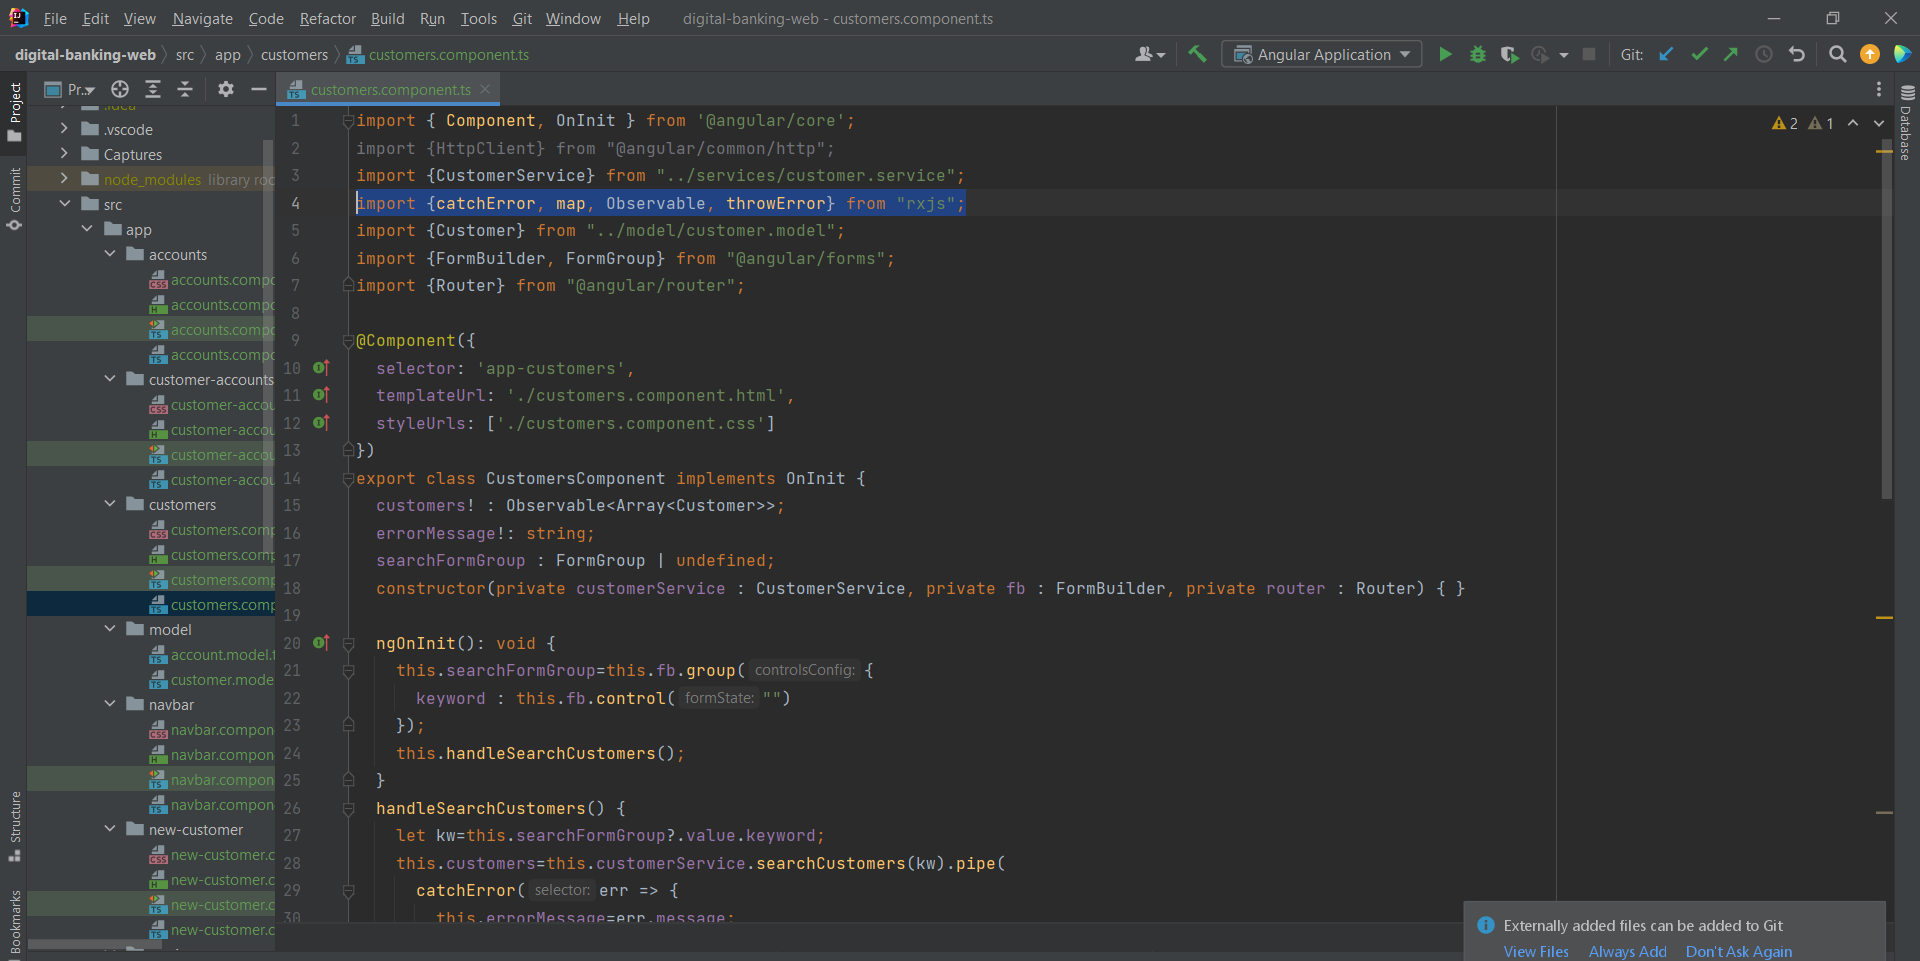 File Edit View Navigate Code Refactor Build Run Tools Git Window Help digital-banking-web - customers.component.ts
digital-banking-web src app customers customers.component.ts Angular Application Git:
Project
Commit
Structure
Bookmarks
Pr..
.idea
.vscode
Captures
node_modules library roo
src
app
accounts
accounts.compo
accounts.compo
accounts.compo
accounts.compo
customer-accounts
customer-accou
customer-accou
customer-accou
customer-accou
customers
customers.comp
customers.comp
customers.comp
customers.comp
model
account.model.t
customer.mode
navbar
navbar.compon
navbar.compon
navbar.compon
navbar.compon
new-customer
new-customer.c
new-customer.c
new-customer.c
new-customer.c
customers.component.ts
2 1
1 import { Component, OnInit } from '@angular/core';
2 import {HttpClient} from "@angular/common/http";
3 import {CustomerService} from "../services/customer.service";
4 import {catchError, map, Observable, throwError} from "rxjs";
5 import {Customer} from "../model/customer.model";
6 import {FormBuilder, FormGroup} from "@angular/forms";
7 import {Router} from "@angular/router";
8
9 @Component({
10 selector: 'app-customers',
11 templateUrl: './customers.component.html',
12 styleUrls: ['./customers.component.css']
13 })
14 export class CustomersComponent implements OnInit {
15 customers! : Observable<Array<Customer>>;
16 errorMessage!: string;
17 searchFormGroup : FormGroup | undefined;
18 constructor(private customerService : CustomerService, private fb : FormBuilder, private router : Router) { }
19
20 ngOnInit(): void {
21 this.searchFormGroup=this.fb.group( controlsConfig: {
22 keyword : this.fb.control( formState: "")
23 });
24 this.handleSearchCustomers();
25 }
26 handleSearchCustomers() {
27 let kw=this.searchFormGroup?.value.keyword;
28 this.customers=this.customerService.searchCustomers(kw).pipe(
29 catchError( selector: err => {
30 this.errorMessage=err.message;
Database
Externally added files can be added to Git
View Files Always Add Don't Ask Again